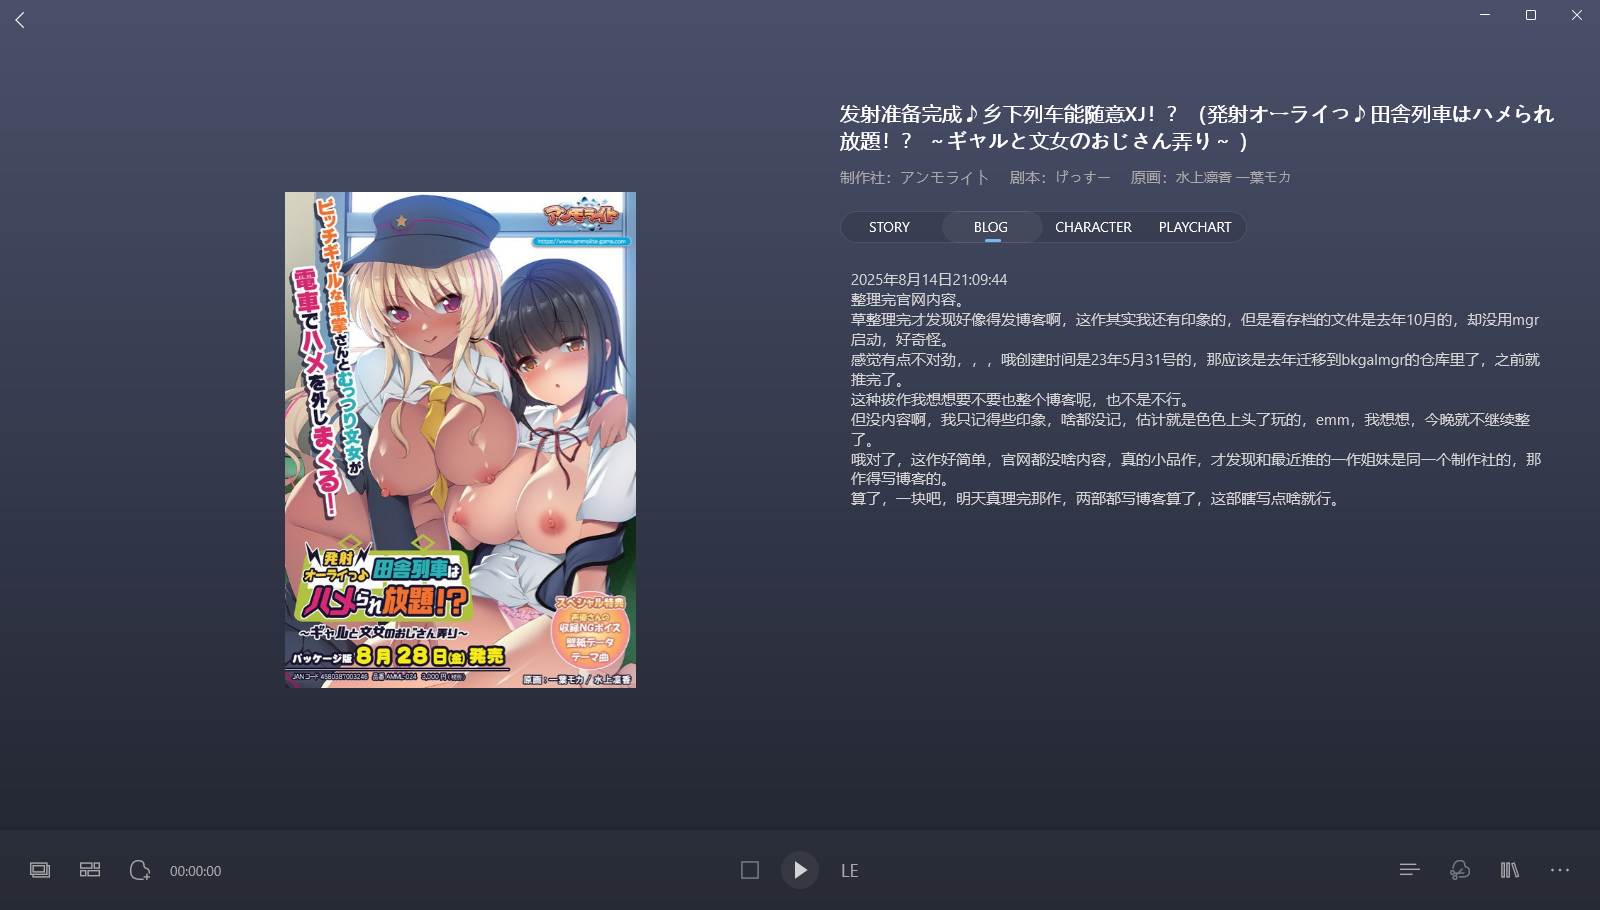 发射准备完成♪乡下列车能随意XJ！？（発射オーライっ♪田舎列車はハメられ
放題！？ ～ギャルと文女のおじさん弄り～ ）
制作社：アンモライト 剧本：げっすー 原画：水上凛香 一葉モカ
STORY BLOG CHARACTER PLAYCHART
2025年8月14日21:09:44
整理完官网内容。
草整理完才发现好像得发博客啊，这作其实我还有印象的，但是看存档的文件是去年10月的，却没用mgr
启动，好奇怪。
感觉有点不对劲，，，哦创建时间是23年5月31号的，那应该是去年迁移到bkgalmgr的仓库里了，之前就
推完了。
这种拔作我想想要不要也整个博客呢，也不是不行。
但没内容啊，我只记得些印象，啥都没记，估计就是色色上头了玩的，emm，我想想，今晚就不继续整
了。
哦对了，这作好简单，官网都没啥内容，真的小品作，才发现和最近推的一作姐妹是同一个制作社的，那
作得写博客的。
算了，一块吧，明天真理完那作，两部都写博客算了，这部瞎写点啥就行。
アンモライト
https://www.ammolite-game.com
ビッチギャルな車掌さんとむっつり文女が
電車でハメを外しまくる！
発射
オーライっ♪田舎列車は
ハメられ放題!?
～ギャルと文女のおじさん弄り～
パッケージ版 8月28日(金)発売
JANコード 4580387003246 品番 AMML-024 3,000円(税別)
スペシャル特典
声優さんの
収録NGボイス
壁紙データ
テーマ曲
原画：一葉モカ / 水上凛香
00:00:00
LE